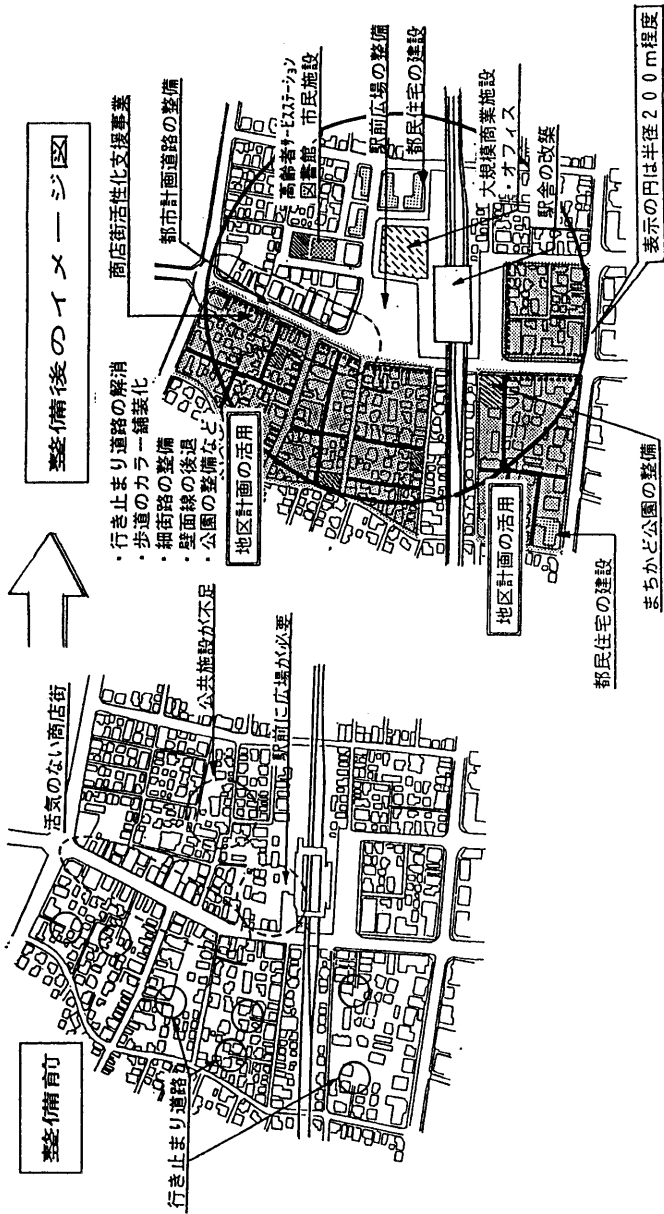 整備前
活気のない商店街
公共施設が不足
駅前に広場が必要
行き止まり道路
整備後のイメージ図
・行き止まり道路の解消
・歩道のカラー舗装化
・細街路の整備
・壁面線の後退
・公園の整備など
地区計画の活用
商店街活性化支援事業
都市計画道路の整備
高齢者サービスステーション
図書館、市民施設
駅前広場の整備
都民住宅の建設
大規模商業施設
・オフィス
駅舎の改築
表示の円は半径200m程度
地区計画の活用
都民住宅の建設
まちかど公園の整備